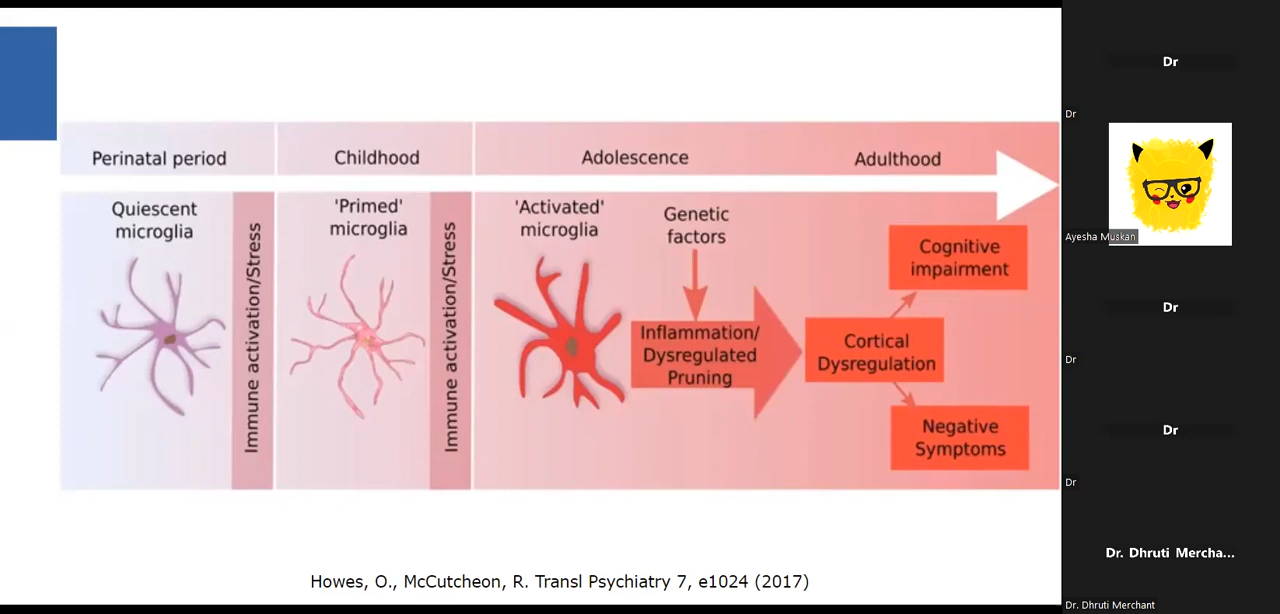 Perinatal period
Childhood
Adolescence
Adulthood
Quiescent
microglia
Immune activation/Stress
'Primed'
microglia
Immune activation/Stress
'Activated'
microglia
Genetic
factors
Inflammation/
Dysregulated
Pruning
Cortical
Dysregulation
Cognitive
impairment
Negative
Symptoms
Howes, O., McCutcheon, R. Transl Psychiatry 7, e1024 (2017)
Dr
Dr
Ayesha Muskan
Dr
Dr
Dr
Dr
Dr. Dhruti Mercha...
Dr. Dhruti Merchant